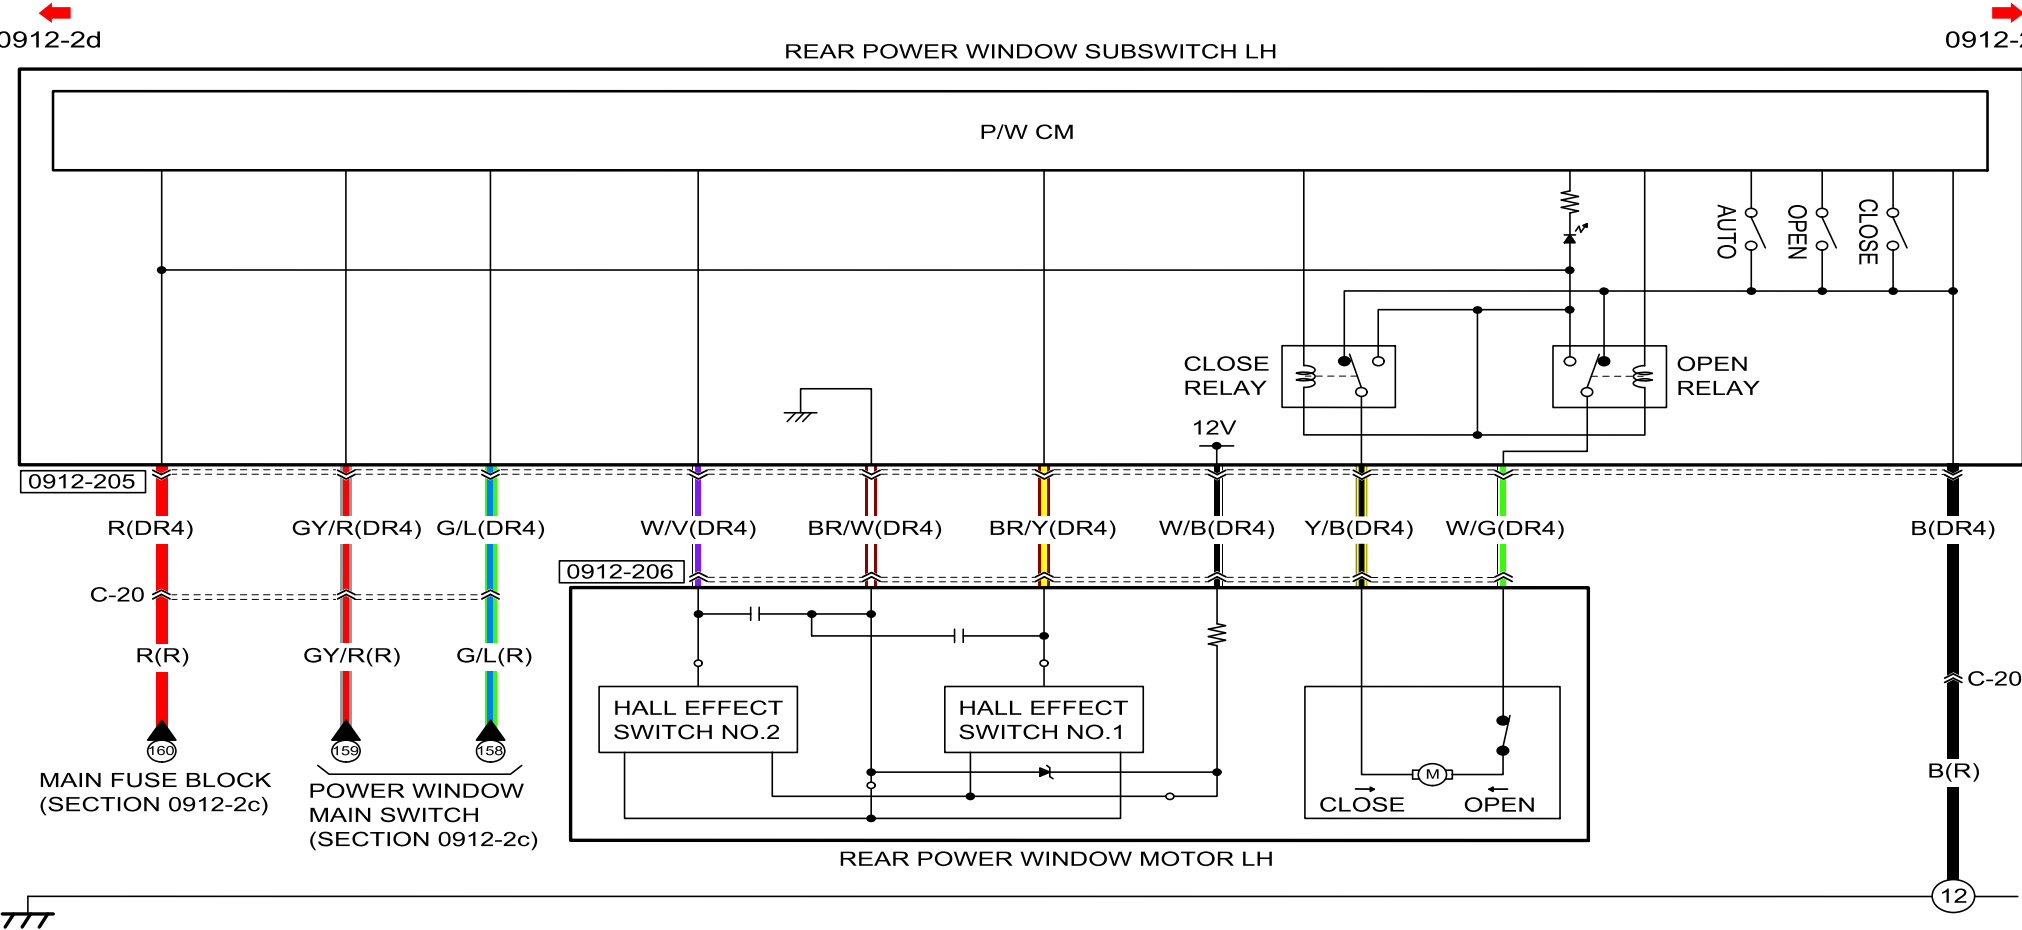 0912-2d
0912-
REAR POWER WINDOW SUBSWITCH LH
P/W CM
AUTO
OPEN
CLOSE
CLOSE
RELAY
OPEN
RELAY
12V
0912-205
R(DR4)
GY/R(DR4)
G/L(DR4)
W/V(DR4)
BR/W(DR4)
BR/Y(DR4)
W/B(DR4)
Y/B(DR4)
W/G(DR4)
B(DR4)
0912-206
C-20
R(R)
GY/R(R)
G/L(R)
C-20
HALL EFFECT
SWITCH NO.2
HALL EFFECT
SWITCH NO.1
160
159
158
M
B(R)
MAIN FUSE BLOCK
(SECTION 0912-2c)
POWER WINDOW
MAIN SWITCH
(SECTION 0912-2c)
CLOSE
OPEN
REAR POWER WINDOW MOTOR LH
12